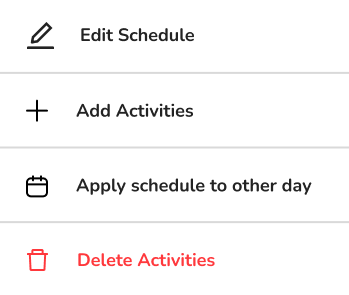 Edit Schedule
Add Activities
Apply schedule to other day
Delete Activities